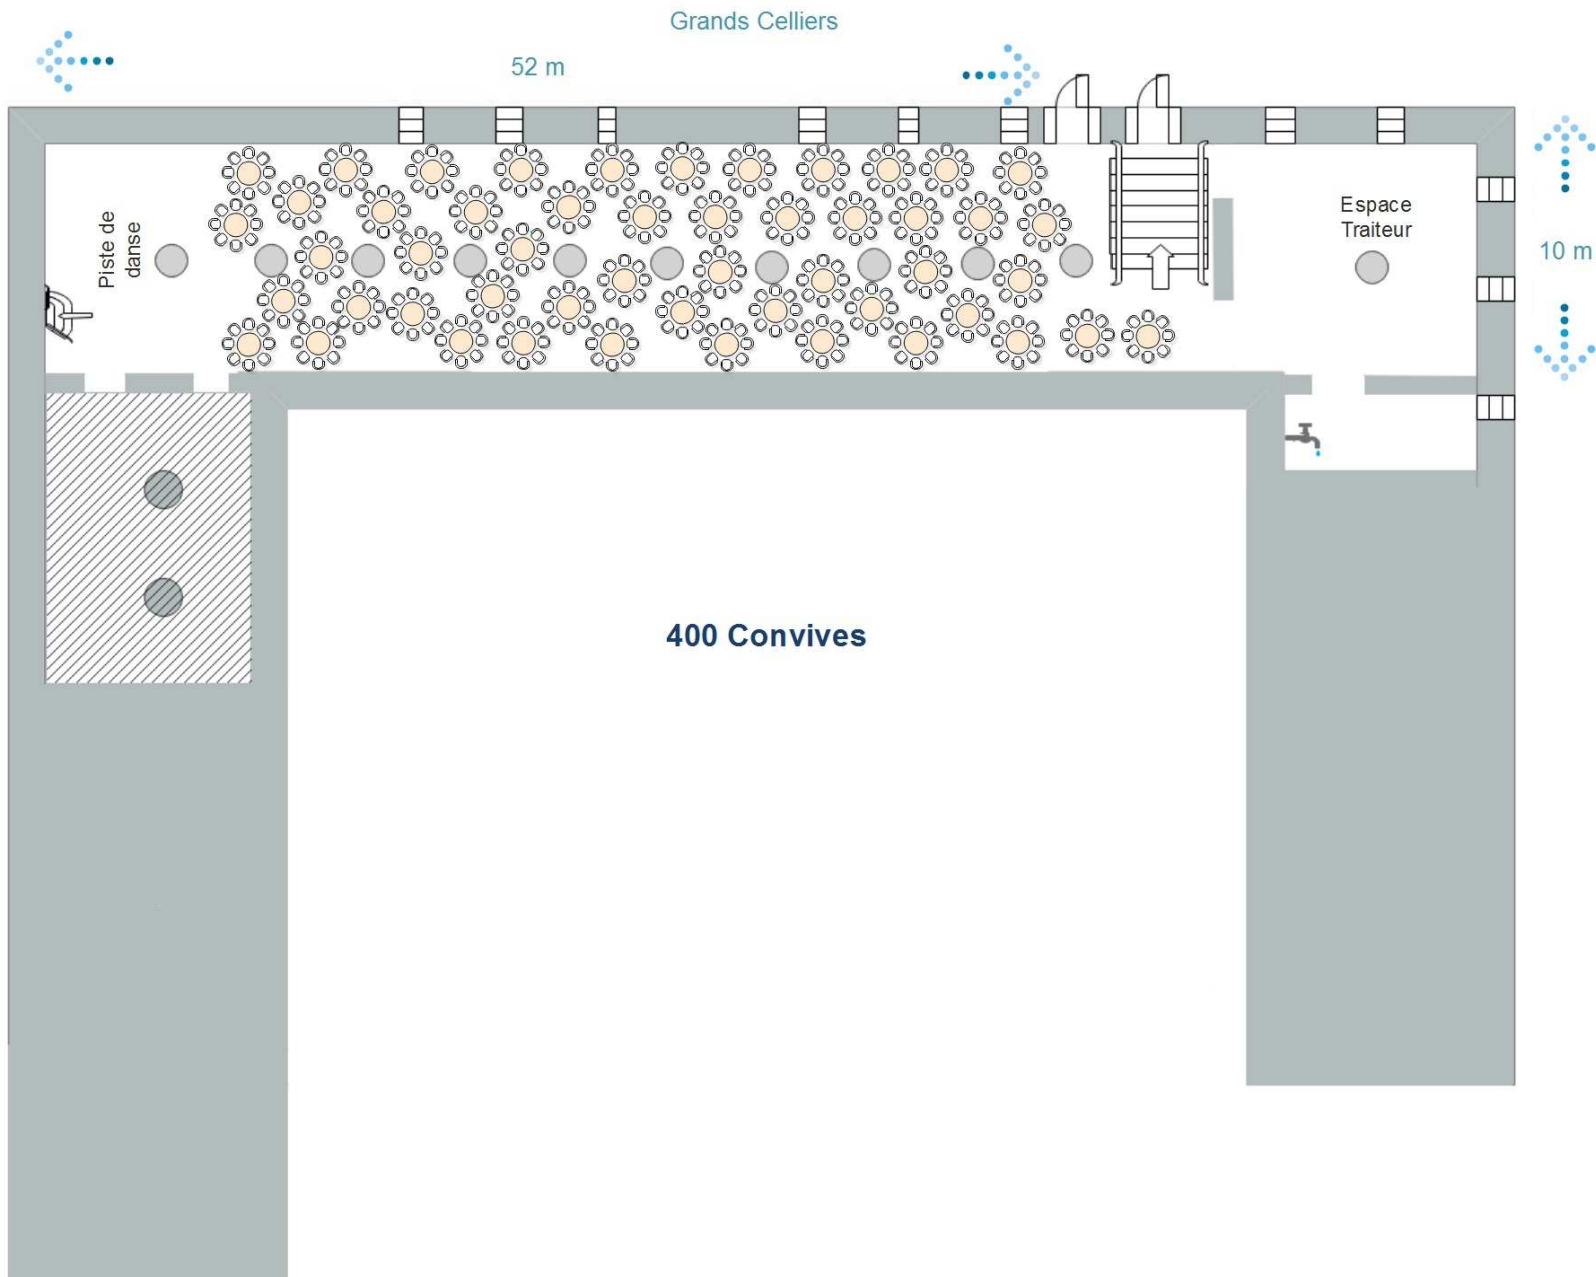 Grands Celliers
52 m
Piste de
danse
Espace
Traiteur
10 m
400 Convives